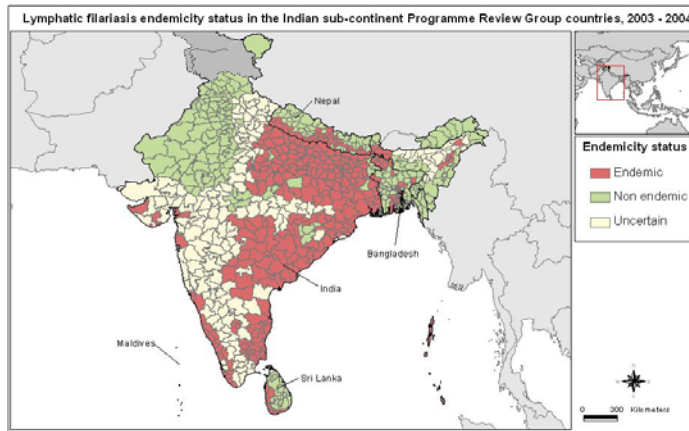 Lymphatic filariasis endemicity status in the Indian sub-continent Programme Review Group countries, 2003 - 2004
Nepal
Endemicity status
Endemic
Non endemic
Uncertain
Bangladesh
India
Maldives
Sri Lanka
0 300 Kilometers